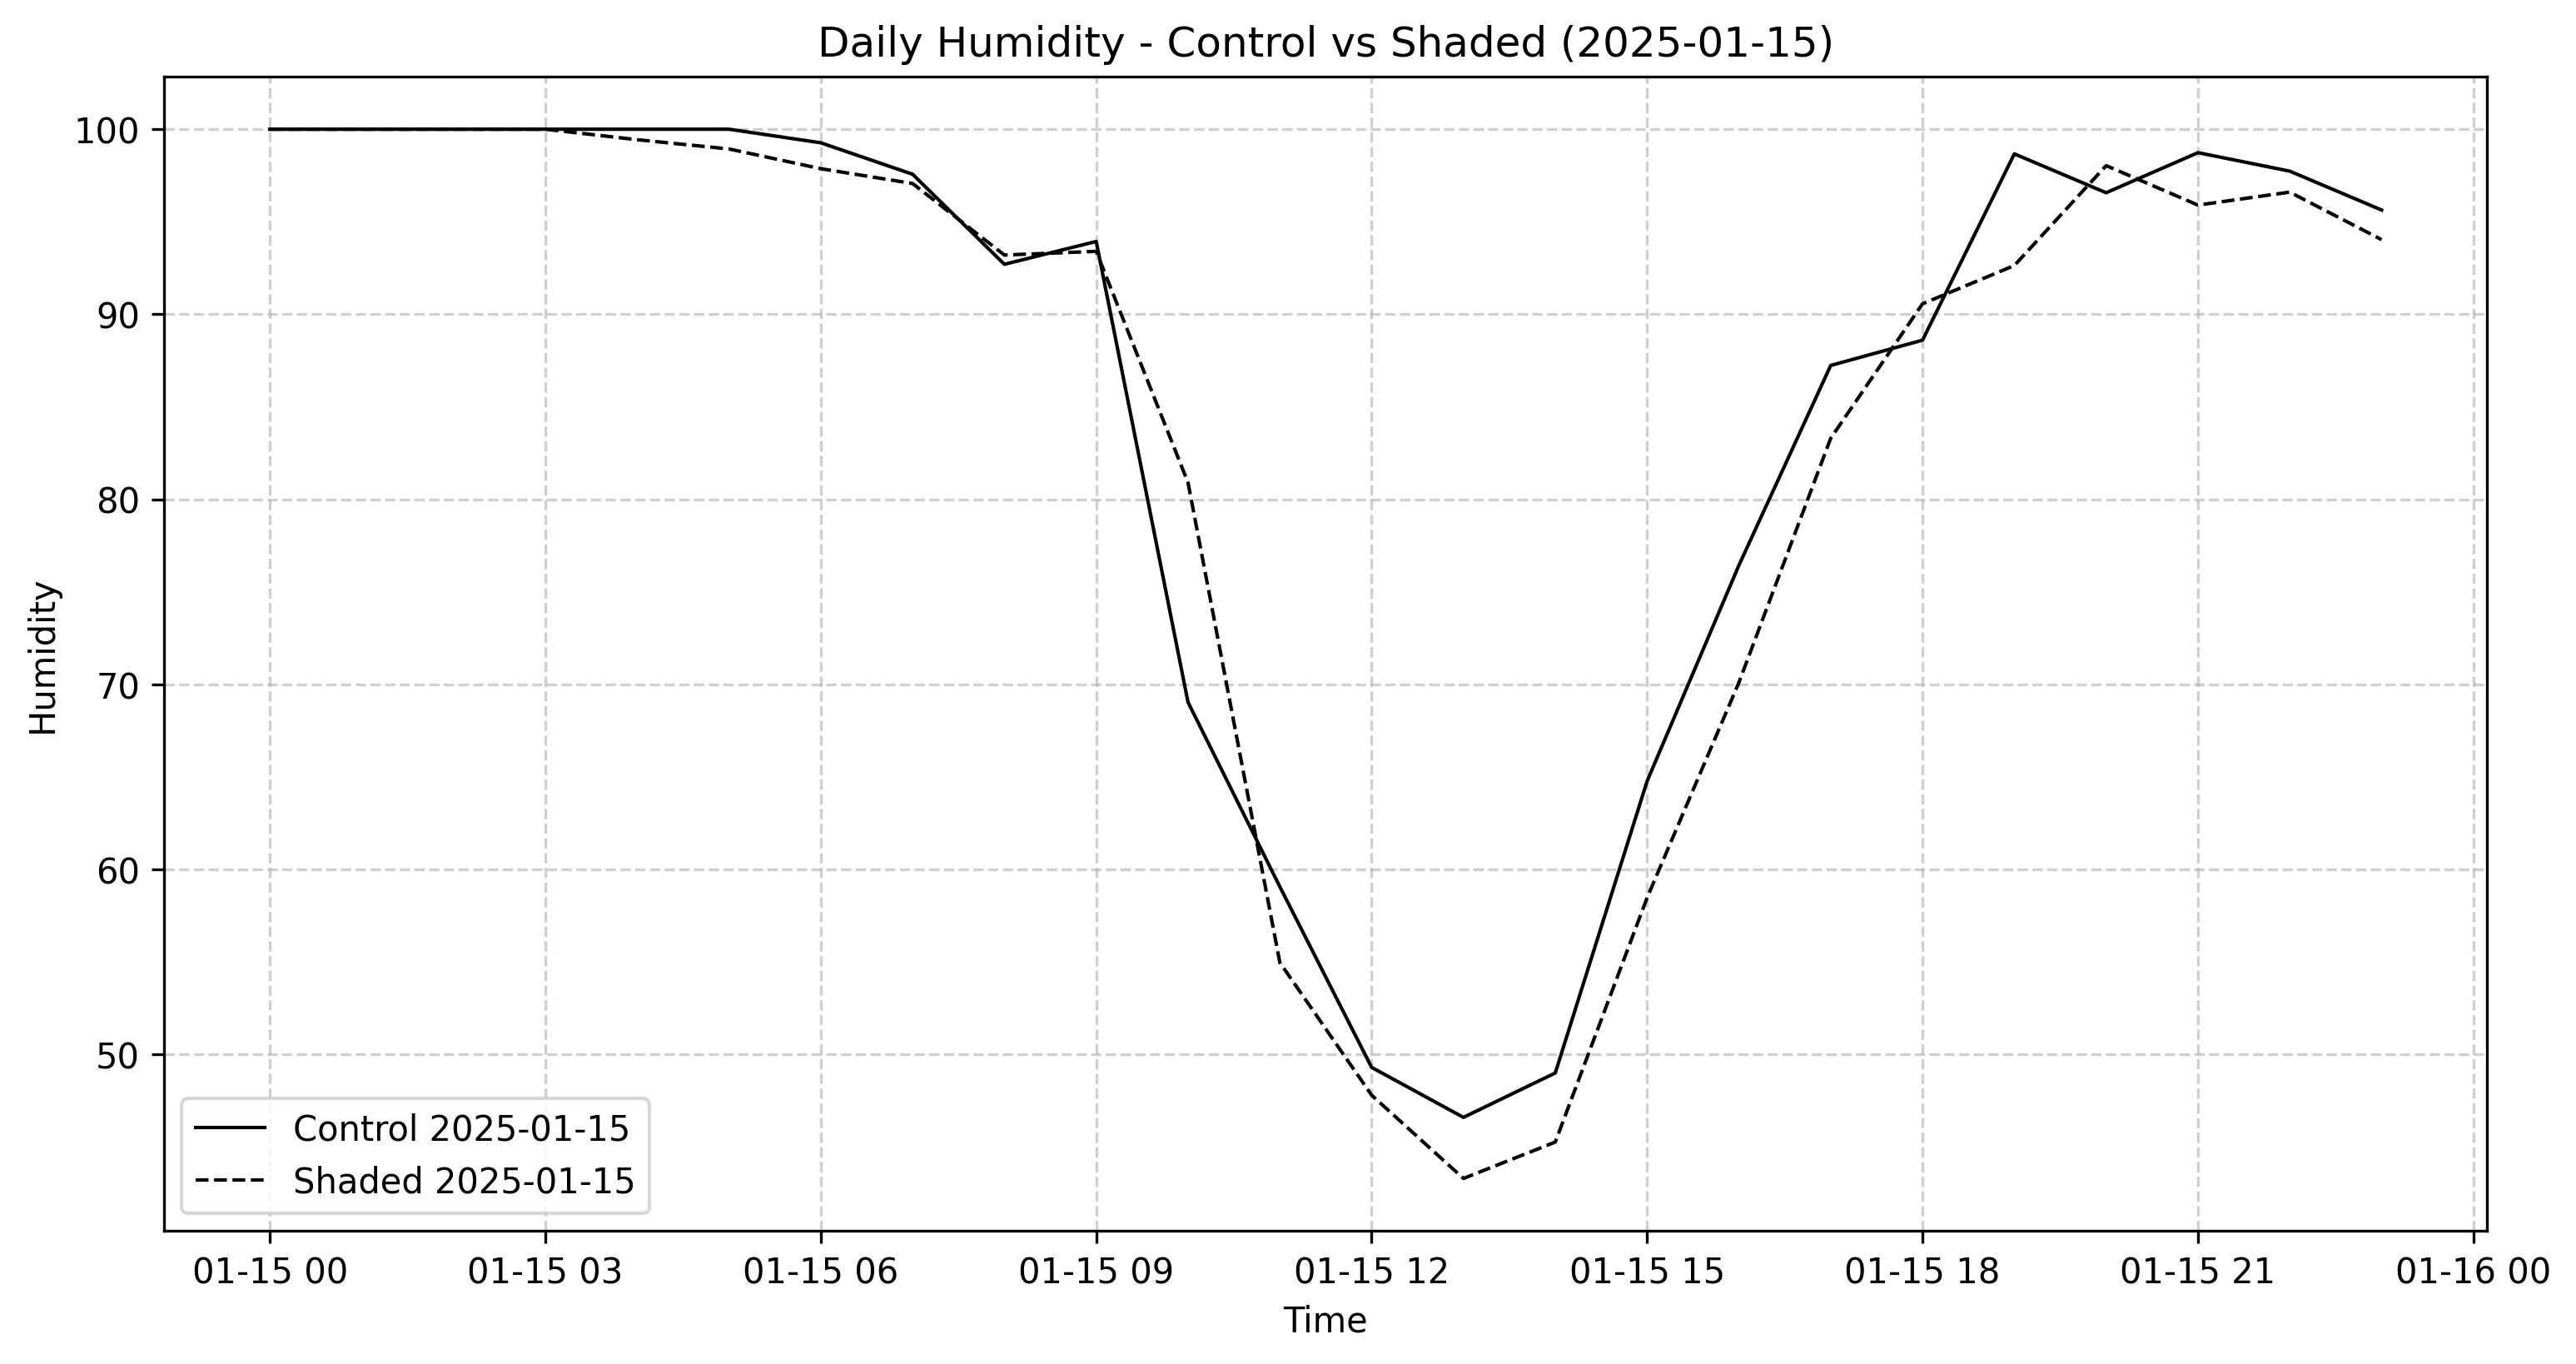 Daily Humidity - Control vs Shaded (2025-01-15)
Humidity
100
90
80
70
60
50
Control 2025-01-15
Shaded 2025-01-15
01-15 00 01-15 03 01-15 06 01-15 09 01-15 12 01-15 15 01-15 18 01-15 21 01-16 00
Time